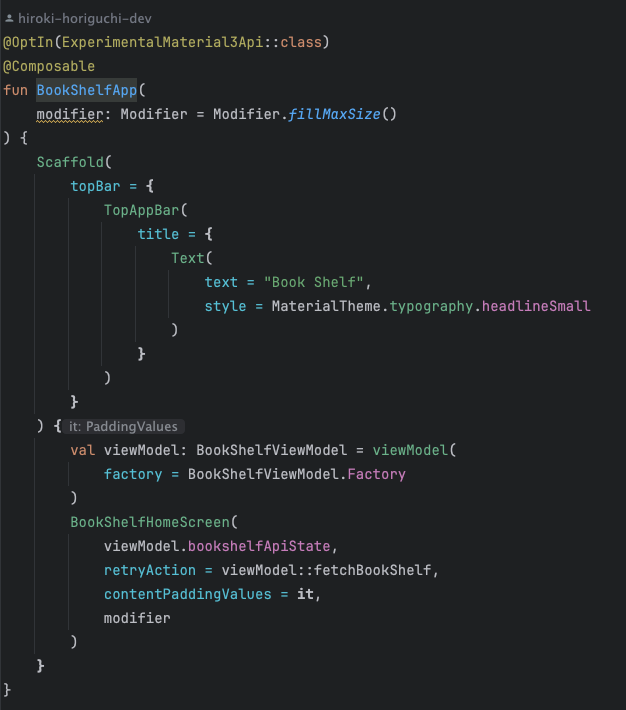 hiroki-horiguchi-dev
@OptIn(ExperimentalMaterial3Api::class)
@Composable
fun BookShelfApp(
    modifier: Modifier = Modifier.fillMaxSize()
) {
    Scaffold(
        topBar = {
            TopAppBar(
                title = {
                    Text(
                        text = "Book Shelf",
                        style = MaterialTheme.typography.headlineSmall
                    )
                }
            )
        }
    ) { it: PaddingValues
        val viewModel: BookShelfViewModel = viewModel(
            factory = BookShelfViewModel.Factory
        )
        BookShelfHomeScreen(
            viewModel.bookshelfApiState,
            retryAction = viewModel::fetchBookShelf,
            contentPaddingValues = it,
            modifier
        )
    }
}